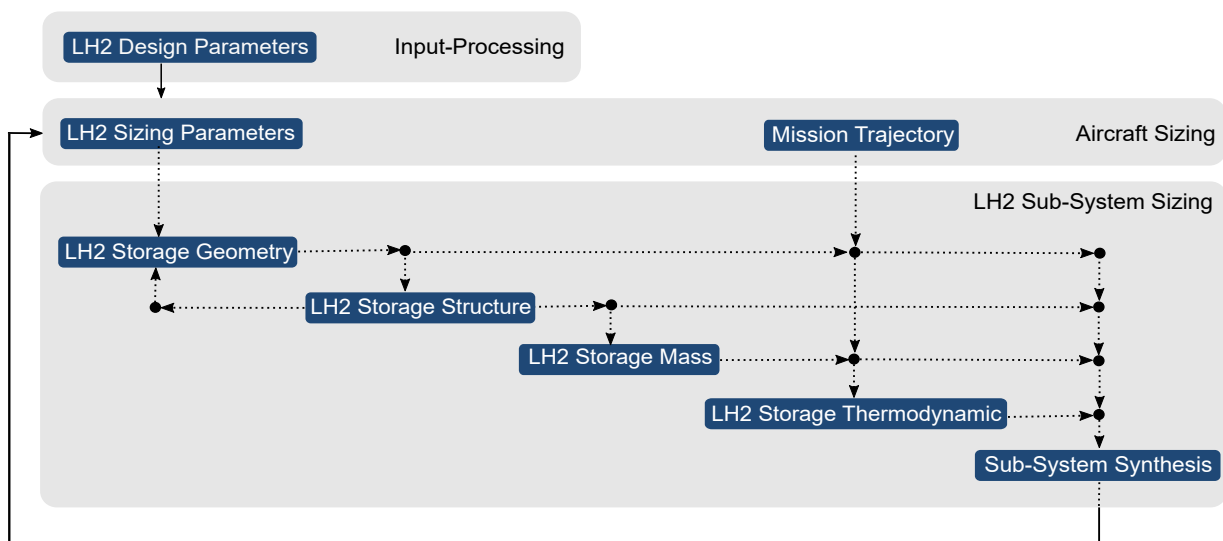 LH2 Design Parameters
Input-Processing
LH2 Sizing Parameters
Mission Trajectory
Aircraft Sizing
LH2 Sub-System Sizing
LH2 Storage Geometry
LH2 Storage Structure
LH2 Storage Mass
LH2 Storage Thermodynamic
Sub-System Synthesis